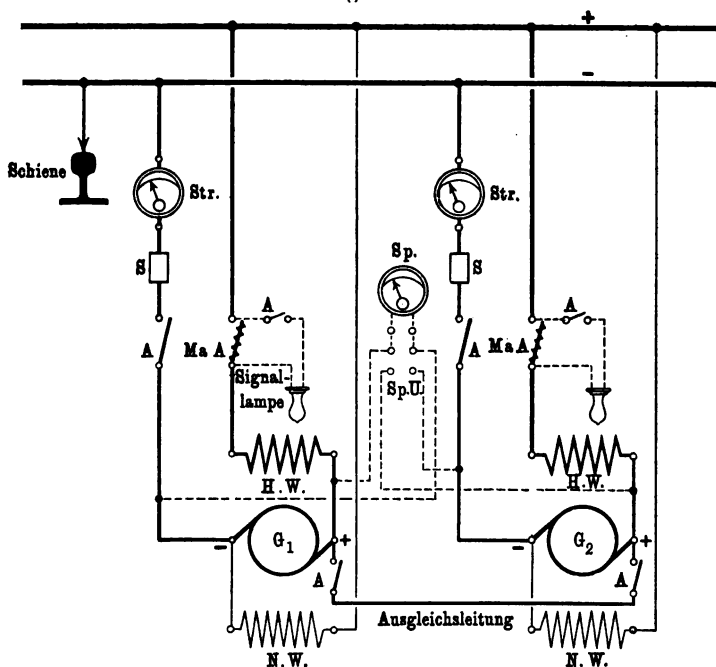 +
-
Schiene
Str.
Str.
Sp.
S
S
A
A
A
Ma A
A
Ma A
Signal-
lampe
Sp.U.
H.W.
H.W.
- G₁ +
- G₂ +
A
A
Ausgleichsleitung
N.W.
N.W.